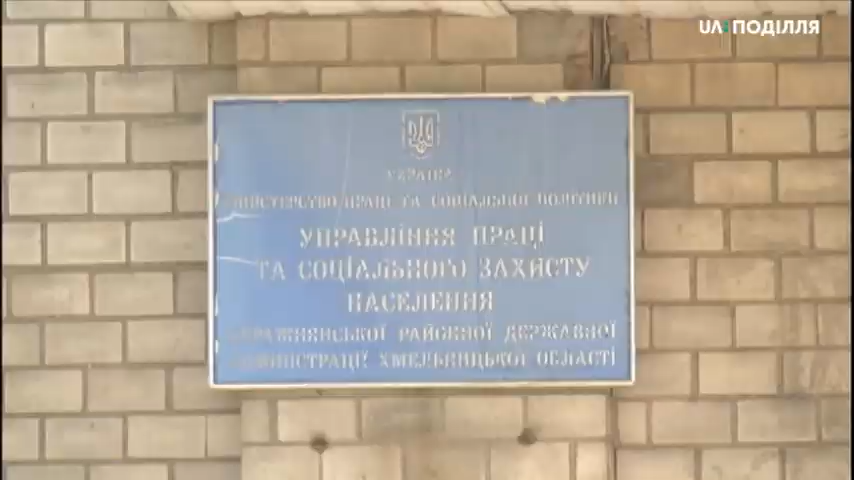 UA:ПОДІЛЛЯ
УКРАЇНА
МІНІСТЕРСТВО ПРАЦІ ТА СОЦІАЛЬНОЇ ПОЛІТИКИ
УПРАВЛІННЯ ПРАЦІ
ТА СОЦІАЛЬНОГО ЗАХИСТУ
НАСЕЛЕННЯ
ДЕРАЖНЯНСЬКОЇ РАЙОННОЇ ДЕРЖАВНОЇ
АДМІНІСТРАЦІЇ ХМЕЛЬНИЦЬКОЇ ОБЛАСТІ